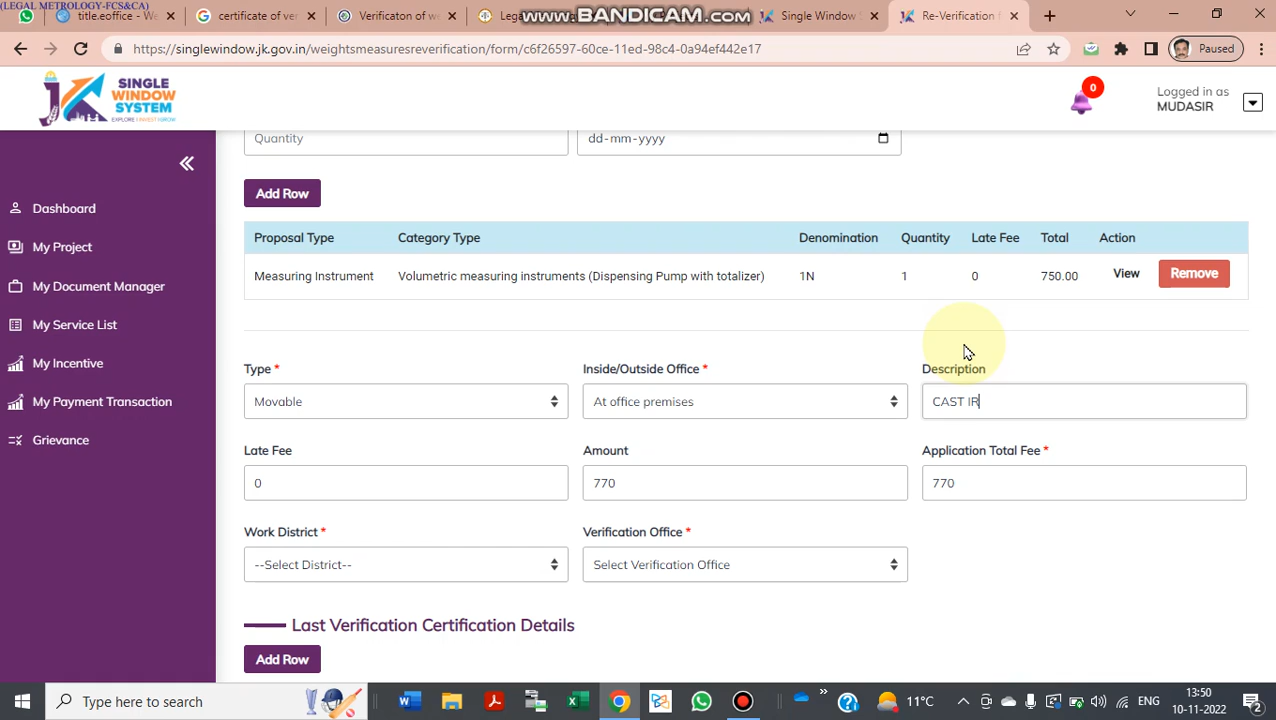 (LEGAL METROLOGY-FCS&CA)
title.eoffice - We
certificate of ver
Verification of w
Lega
www.BANDICAM.com
Single Window S
Re-Verification f
https://singlewindow.jk.gov.in/weightsmeasuresreverification/form/c6f26597-60ce-11ed-98c4-0a94ef442e17
Paused
SINGLE
WINDOW
SYSTEM
EXPLORE | INVEST | GROW
0
Logged in as
MUDASIR
Dashboard
My Project
My Document Manager
My Service List
My Incentive
My Payment Transaction
Grievance
Quantity
dd-mm-yyyy
Add Row
Proposal Type Category Type Denomination Quantity Late Fee Total Action
Measuring Instrument Volumetric measuring instruments (Dispensing Pump with totalizer) 1N 1 0 750.00 View Remove
Type * Inside/Outside Office * Description
Movable At office premises CAST IR
Late Fee Amount Application Total Fee *
0 770 770
Work District * Verification Office *
--Select District-- Select Verification Office
Last Verification Certification Details
Add Row
Type here to search
11°C
ENG
13:50
10-11-2022
2